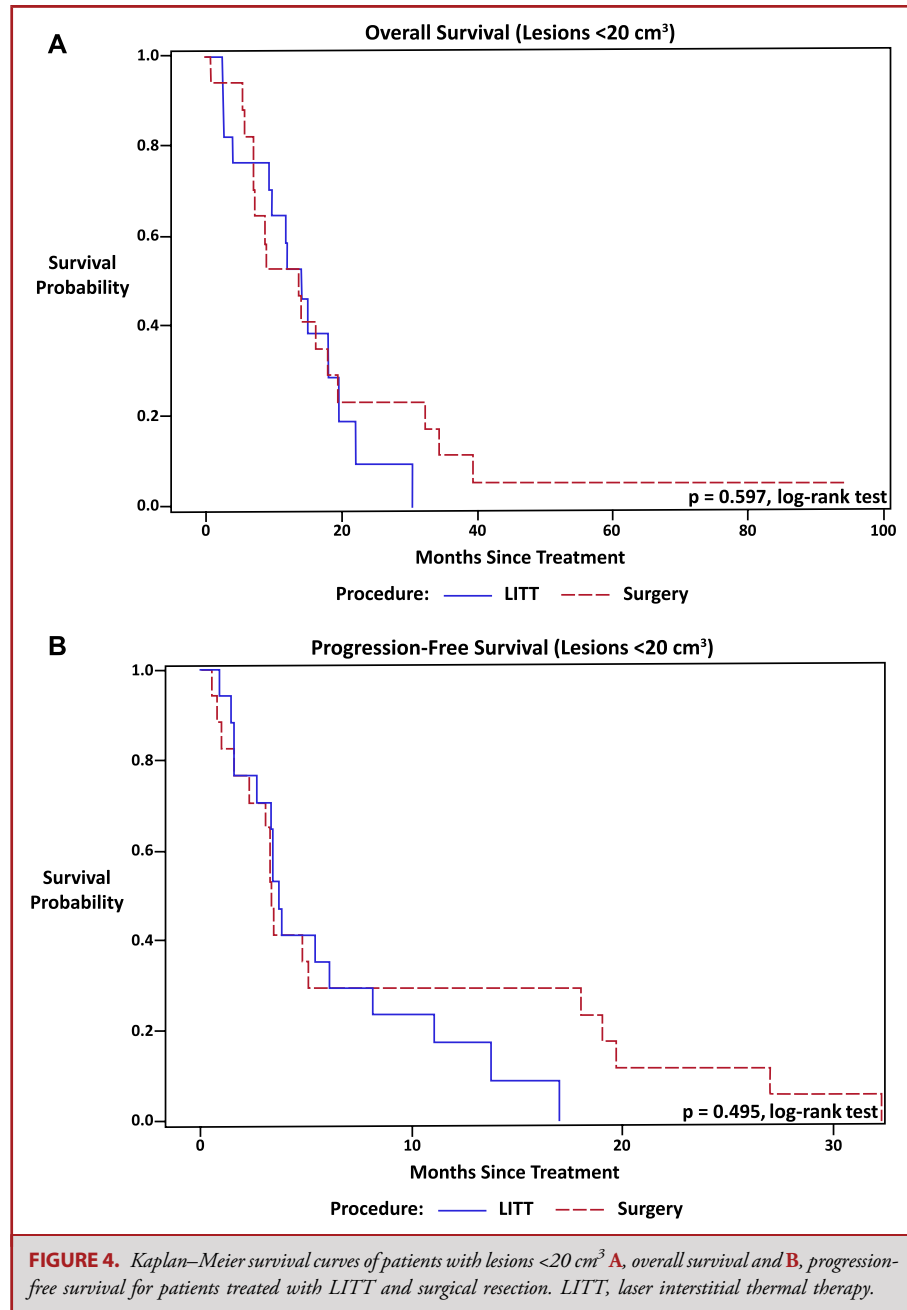 A
Overall Survival (Lesions <20 cm³)
1.0
0.8
0.6
Survival
Probability
0.4
0.2
0.0
p = 0.597, log-rank test
0 20 40 60 80 100
Months Since Treatment
Procedure: LITT Surgery
B
Progression-Free Survival (Lesions <20 cm³)
1.0
0.8
0.6
Survival
Probability
0.4
0.2
0.0
p = 0.495, log-rank test
0 10 20 30
Months Since Treatment
Procedure: LITT Surgery
FIGURE 4. Kaplan–Meier survival curves of patients with lesions <20 cm³ A, overall survival and B, progression-
free survival for patients treated with LITT and surgical resection. LITT, laser interstitial thermal therapy.